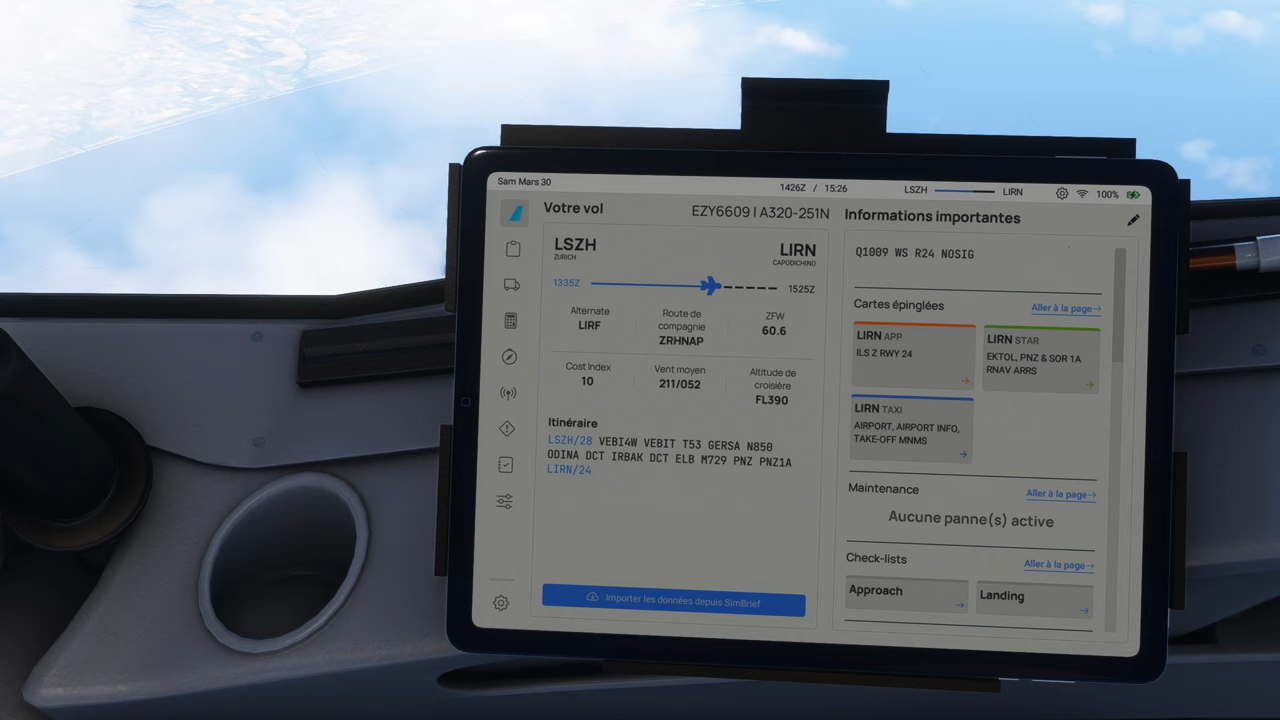 Sam Mars 30
1426Z / 15:26
LSZH
LIRN
100%
Votre vol
EZY6609 | A320-251N
LSZH
ZURICH
LIRN
CAPODICHINO
1335Z
1525Z
Alternate
LIRF
Route de
compagnie
ZRHNAP
ZFW
60.6
Cost Index
10
Vent moyen
211/052
Altitude de
croisière
FL390
Itinéraire
LSZH/28 VEBI4W VEBIT T53 GERSA N850
ODINA DCT IRBAK DCT ELB M729 PNZ PNZ1A
LIRN/24
Importer les données depuis SimBrief
Informations importantes
Q1009 WS R24 NOSIG
Cartes épinglées
Aller à la page
LIRN APP
ILS Z RWY 24
LIRN STAR
EKTOL, PNZ & SOR 1A
RNAV ARRS
LIRN TAXI
AIRPORT, AIRPORT INFO,
TAKE-OFF MNMS
Maintenance
Aller à la page
Aucune panne(s) active
Check-lists
Aller à la page
Approach
Landing